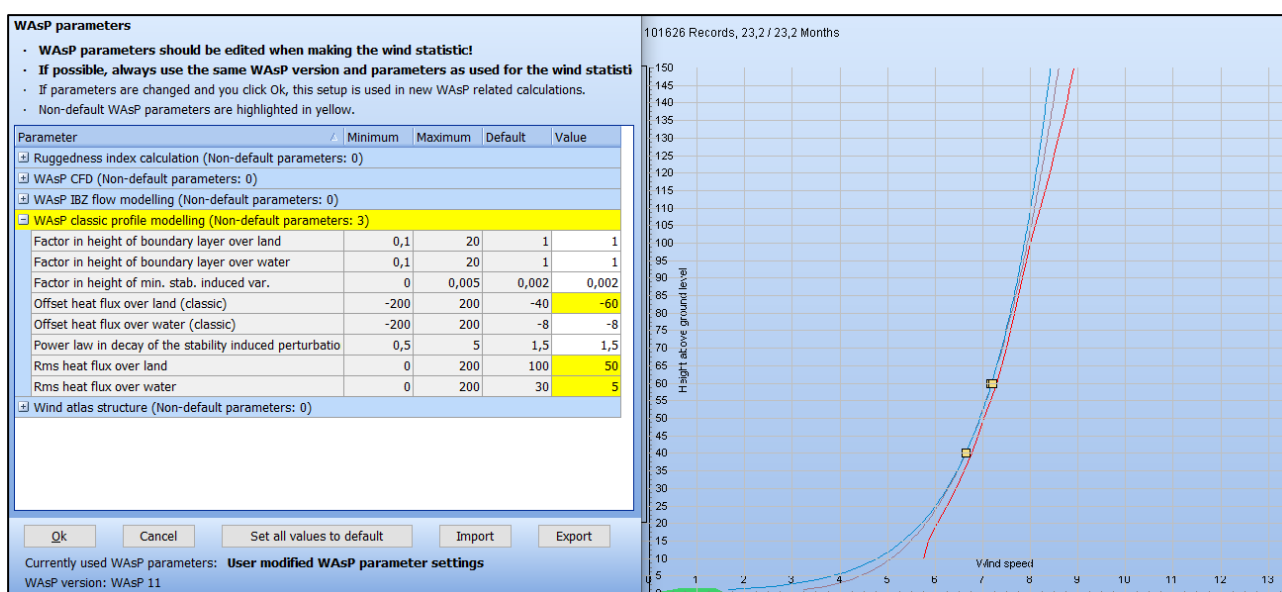 WAsP parameters
· WAsP parameters should be edited when making the wind statistic!
· If possible, always use the same WAsP version and parameters as used for the wind statisti
· If parameters are changed and you click Ok, this setup is used in new WAsP related calculations.
· Non-default WAsP parameters are highlighted in yellow.
Parameter Minimum Maximum Default Value
Ruggedness index calculation (Non-default parameters: 0)
WAsP CFD (Non-default parameters: 0)
WAsP IBZ flow modelling (Non-default parameters: 0)
WAsP classic profile modelling (Non-default parameters: 3)
Factor in height of boundary layer over land 0,1 20 1 1
Factor in height of boundary layer over water 0,1 20 1 1
Factor in height of min. stab. induced var. 0 0,005 0,002 0,002
Offset heat flux over land (classic) -200 200 -40 -60
Offset heat flux over water (classic) -200 200 -8 -8
Power law in decay of the stability induced perturbatio 0,5 5 1,5 1,5
Rms heat flux over land 0 200 100 50
Rms heat flux over water 0 200 30 5
Wind atlas structure (Non-default parameters: 0)
Ok Cancel Set all values to default Import Export
Currently used WAsP parameters: User modified WAsP parameter settings
WAsP version: WAsP 11
101626 Records, 23,2 / 23,2 Months
150
145
140
135
130
125
120
115
110
105
100
95
90
85
80
75
70
65
60
55
50
45
40
35
30
25
20
15
10
5
0
Height above ground level
Wind speed
0 1 2 3 4 5 6 7 8 9 10 11 12 13